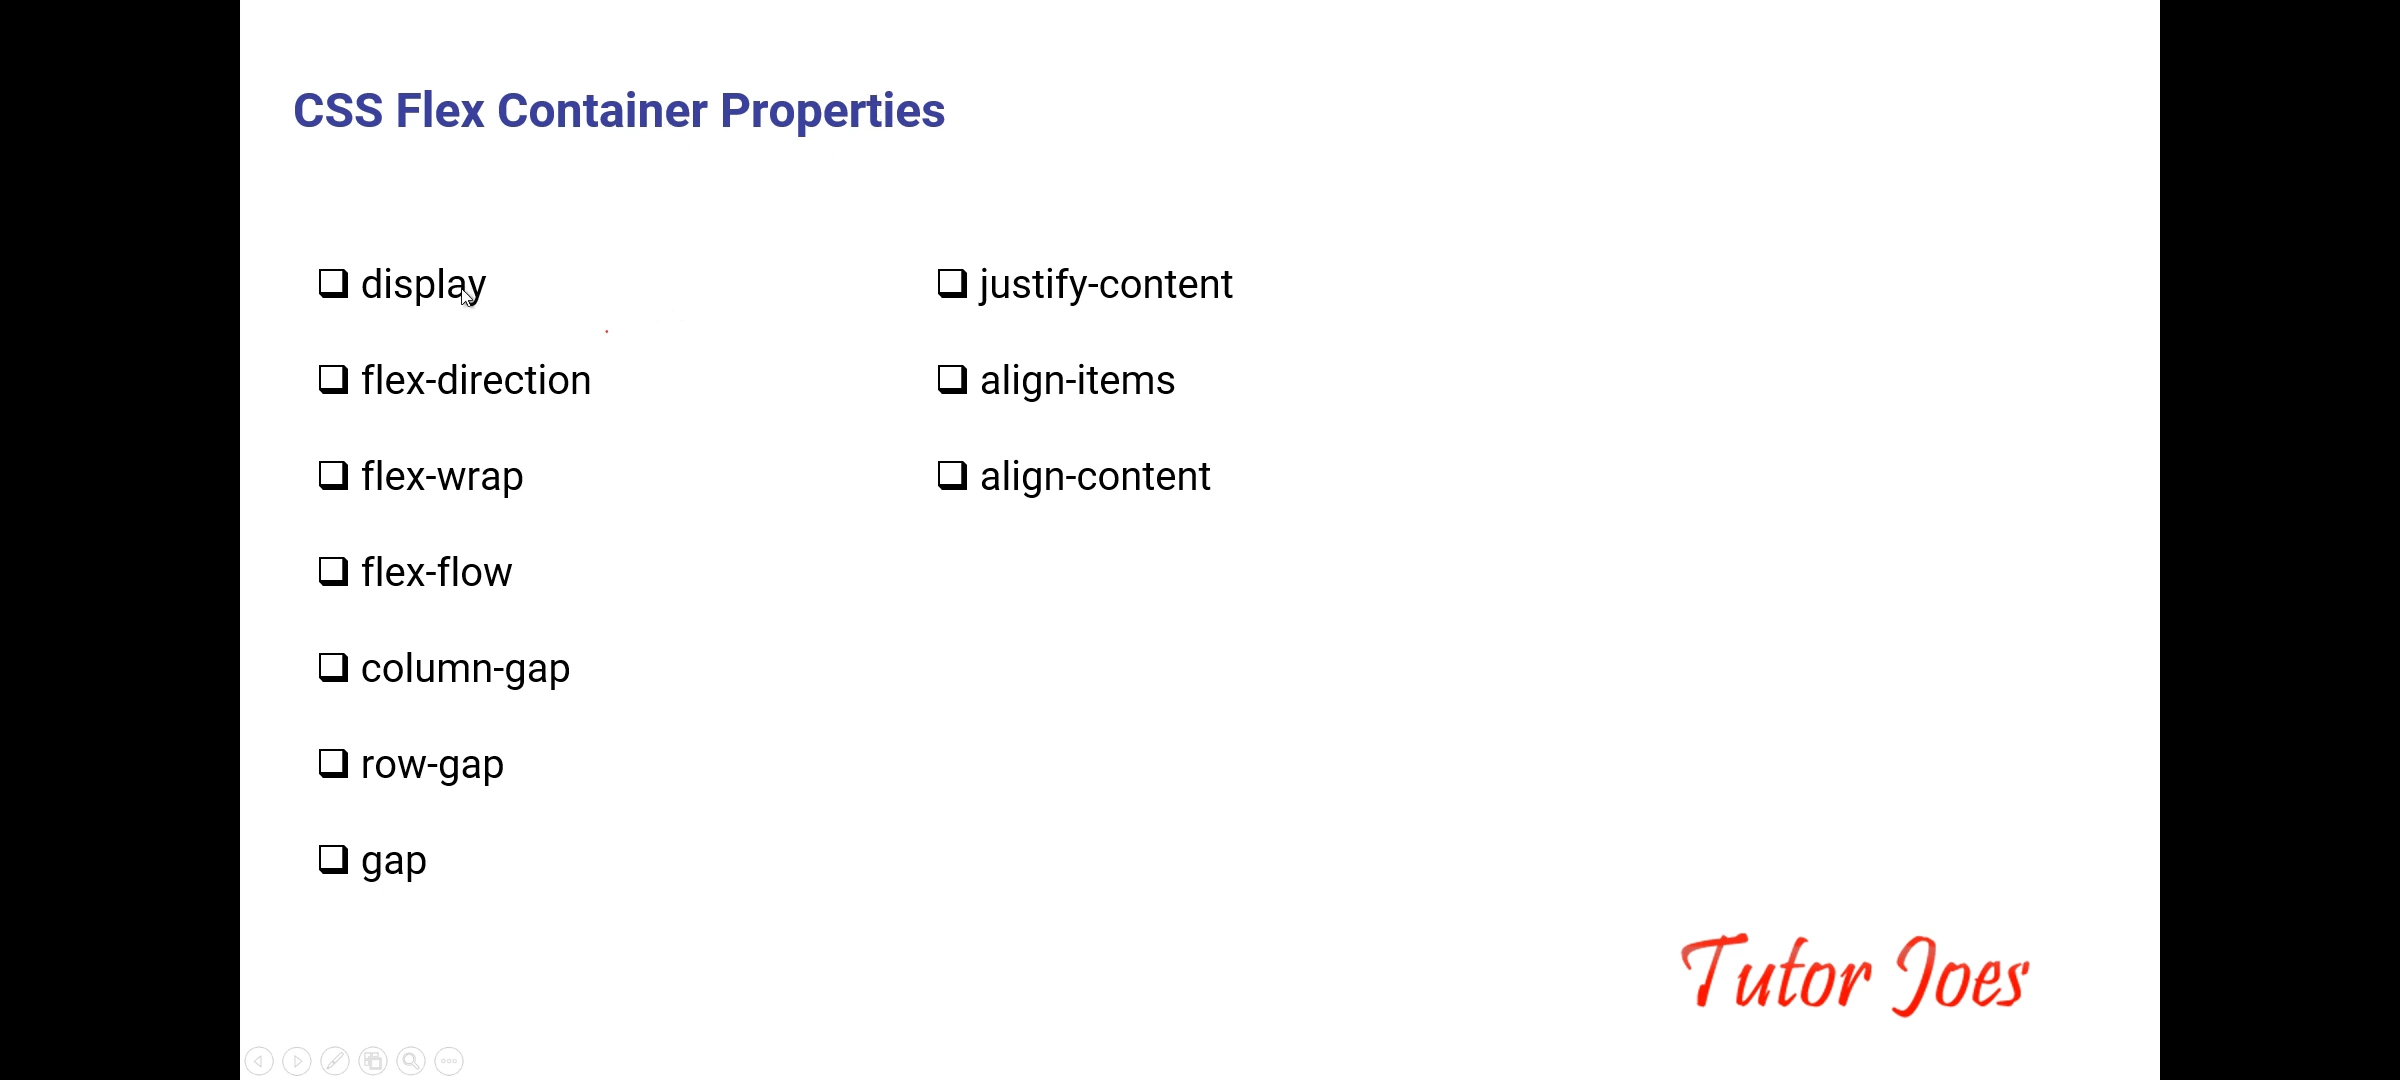 CSS Flex Container Properties
display
flex-direction
flex-wrap
flex-flow
column-gap
row-gap
gap
justify-content
align-items
align-content
Tutor Joes